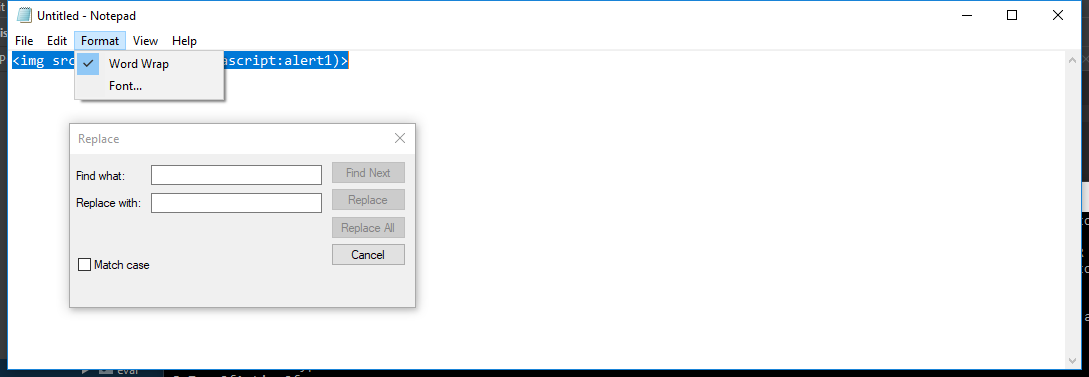 Untitled - Notepad
File Edit Format View Help
<img src ascript:alert1)>
Word Wrap
Font...
Replace
Find what:
Find Next
Replace with:
Replace
Replace All
Cancel
Match case
eval